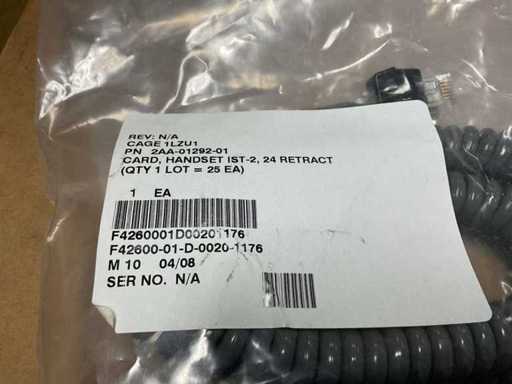 REV: N/A
CAGE 1LZU1
PN 2AA-01292-01
CARD, HANDSET IST-2, 24 RETRACT
(QTY 1 LOT = 25 EA)
1 EA
F4260001D00201176
F42600-01-D-0020-1176
M 10 04/08
SER NO. N/A